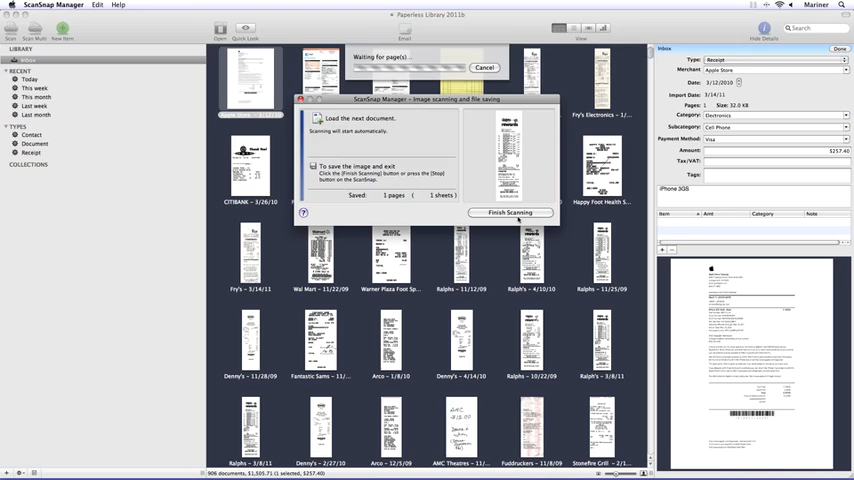 ScanSnap Manager Edit Help
Mariner
Paperless Library 2011b
Scan Scan Multi New Item
Open Quick Look
Email
View
Hide Details
Search
LIBRARY
Inbox
RECENT
Today
This week
This month
Last week
Last month
TYPES
Contact
Document
Receipt
COLLECTIONS
Waiting for page(s)...
Cancel
ScanSnap Manager - Image scanning and file saving
Load the next document.
Scanning will start automatically.
To save the image and exit
Click the [Finish Scanning] button or press the [Stop]
button on the ScanSnap.
Saved: 1 pages ( 1 sheets )
Finish Scanning
Apple Store - 3/12/10
Fry's Electronics - 1/...
CITIBANK - 3/26/10
Happy Foot Health S...
Fry's - 3/14/11
Wal Mart - 11/22/09
Warner Plaza Foot Sp...
Ralphs - 11/12/09
Ralph's - 4/10/10
Ralphs - 11/25/09
Denny's - 11/28/09
Fantastic Sams - 11/...
Arco - 1/8/10
Denny's - 4/14/10
Ralphs - 10/22/09
Ralph's - 3/8/11
Ralphs - 3/8/11
Denny's - 2/27/10
Arco - 12/5/09
AMC Theatres - 11/...
Fuddruckers - 11/8/09
Stonefire Grill - 2/1...
906 documents, $1,505.71 (1 selected, $257.40)
Inbox
Done
Type: Receipt
Merchant Apple Store
Date: 3/12/2010
Import Date: 3/14/11
Pages: 1 Size: 32.0 KB
Category: Electronics
Subcategory: Cell Phone
Payment Method: Visa
Amount: $257.40
Tax/VAT:
Tags:
iPhone 3GS
Item Amt Category Note